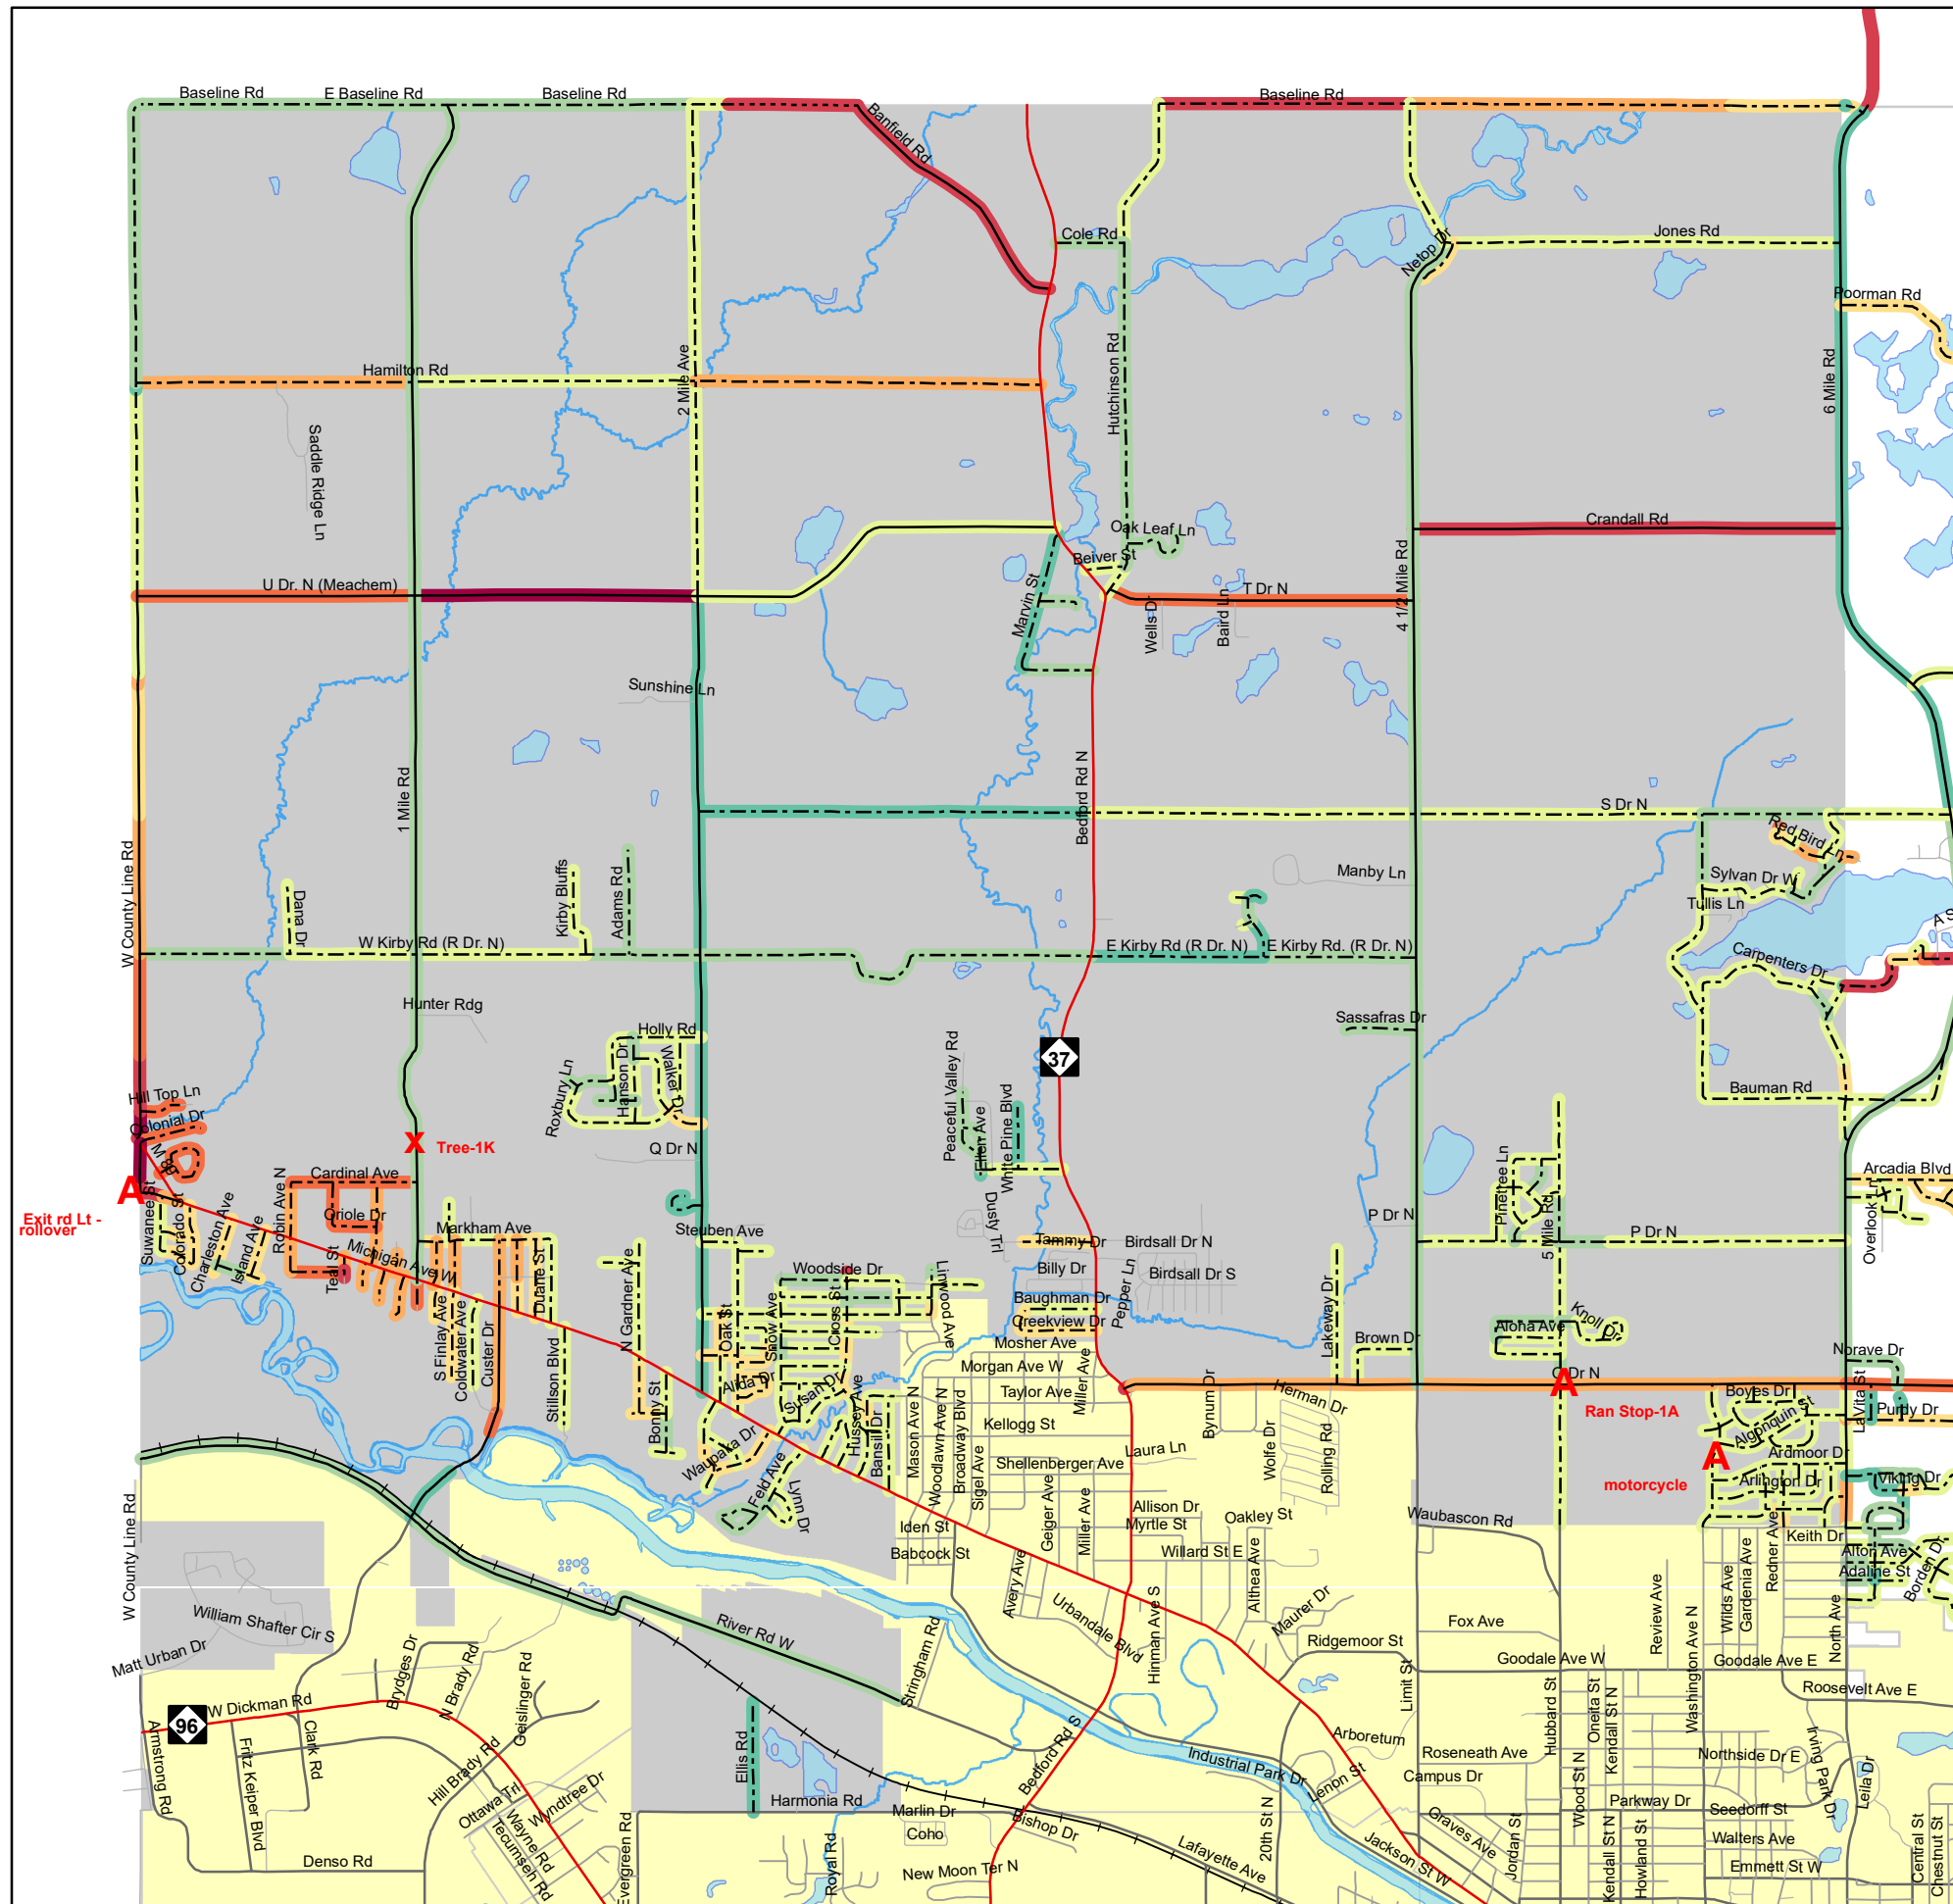 Baseline Rd
E Baseline Rd
Baseline Rd
Baseline Rd
Banfield Rd
Cole Rd
Jones Rd
Netop Dr
Poorman Rd
Hamilton Rd
2 Mile Ave
Hutchinson Rd
6 Mile Rd
Saddle Ridge Ln
Oak Leaf Ln
Crandall Rd
Beiver St
U Dr. N (Meachem)
T Dr N
Marvin St
Wells Dr
Baird Ln
4 1/2 Mile Rd
Sunshine Ln
1 Mile Rd
Bedford Rd N
S Dr N
Red Bird Ln
W County Line Rd
Dana Dr
Kirby Bluffs
Adams Rd
Manby Ln
Sylvan Dr W
Tullis Ln
W Kirby Rd (R Dr. N)
E Kirby Rd (R Dr. N)
E Kirby Rd. (R Dr. N)
Carpenters Dr
A S
Hunter Rdg
Holly Rd
Sassafras Dr
Roxbury Ln
Hanson Dr
Walker Dr
Peaceful Valley Rd
37
Ellen Ave
White Pine Blvd
Bauman Rd
Hill Top Ln
Colonial Dr
M 89
X
Tree-1K
Q Dr N
A
Exit rd Lt -
rollover
Cardinal Ave
Robin Ave N
Oriole Dr
Suwanee St
Colorado St
Charleston Ave
Island Ave
Teal St
Michigan Ave W
Markham Ave
Duane St
Steuben Ave
Dusty Trl
Tammy Dr
Birdsall Dr N
Birdsall Dr S
Billy Dr
Pepper Ln
P Dr N
Pinetree Ln
5 Mile Rd
P Dr N
Arcadia Blvd
Overlook Ln
Woodside Dr
Linwood Ave
Baughman Dr
Creekview Dr
Lakeway Dr
Brown Dr
Aloha Ave
Knoll Dr
S Finlay Ave
Coldwater Ave
Custer Dr
Stillson Blvd
N Gardner Ave
Oak St
Snow Ave
Cross St
Mosher Ave
Morgan Ave W
Taylor Ave
Miller Ave
Kellogg St
Alida Dr
Susan Dr
Bonny St
Waupaka Dr
Hussey Ave
Bansill Dr
Mason Ave N
Woodlawn Ave N
Broadway Blvd
Sigel Ave
Feld Ave
Lynn Dr
Norave Dr
Q Dr N
A
Ran Stop-1A
Boyes Dr
LaVita St
Purdy Dr
Algonquin St
A
motorcycle
Ardmoor Dr
Arlington Dr
Viking Dr
Bynum Dr
Herman Dr
Wolfe Dr
Rolling Rd
Laura Ln
Shellenberger Ave
Geiger Ave
Miller Ave
Allison Dr
Myrtle St
Oakley St
Willard St E
Althea Ave
Waubascon Rd
Redner Ave
Keith Dr
Alton Ave
Adaline St
Borden Dr
Iden St
Babcock St
Avery Ave
W County Line Rd
William Shafter Cir S
Matt Urban Dr
River Rd W
Stringham Rd
Urbandale Blvd
Hinman Ave S
Maurer Dr
Ridgemoor St
Fox Ave
Review Ave
Wilds Ave
Gardenia Ave
North Ave
Goodale Ave W
Goodale Ave E
Washington Ave N
Limit St
Roosevelt Ave E
Brydges Dr
N Brady Rd
Geislinger Rd
W Dickman Rd
96
Armstrong Rd
Fritz Keiper Blvd
Clark Rd
Hill Brady Rd
Ottawa Trl
Wyndtree Dr
Wayne Rd
Tecumseh Rd
Denso Rd
Evergreen Rd
Ellis Rd
Harmonia Rd
Royal Rd
Marlin Dr
Coho
New Moon Ter N
Bedford Rd S
Bishop Dr
Industrial Park Dr
Lafayette Ave
20th St N
Lenon St
Arboretum
Roseneath Ave
Campus Dr
Graves Ave
Jackson St W
Jordan St
Hubbard St
Oneita St
Kendall St N
Wood St N
Northside Dr E
Irving Park Dr
Leila Dr
Parkway Dr
Seedorff St
Walters Ave
Emmett St W
Kendall St N
Howland St
Central St
Chestnut St